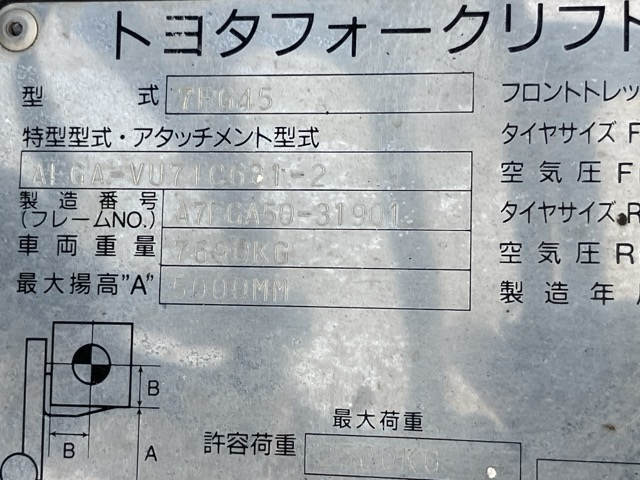 トヨタフォークリフト
型 式 7FG45
フロントトレッ
特型型式・アタッチメント型式
タイヤサイズ F
空気圧 F
製造番号
(フレームNO.) A7FGA50-31901
タイヤサイズ R
車両重量
空気圧 R
最大揚高"A" 5000MM
製造年
B
B
A
最大荷重
許容荷重